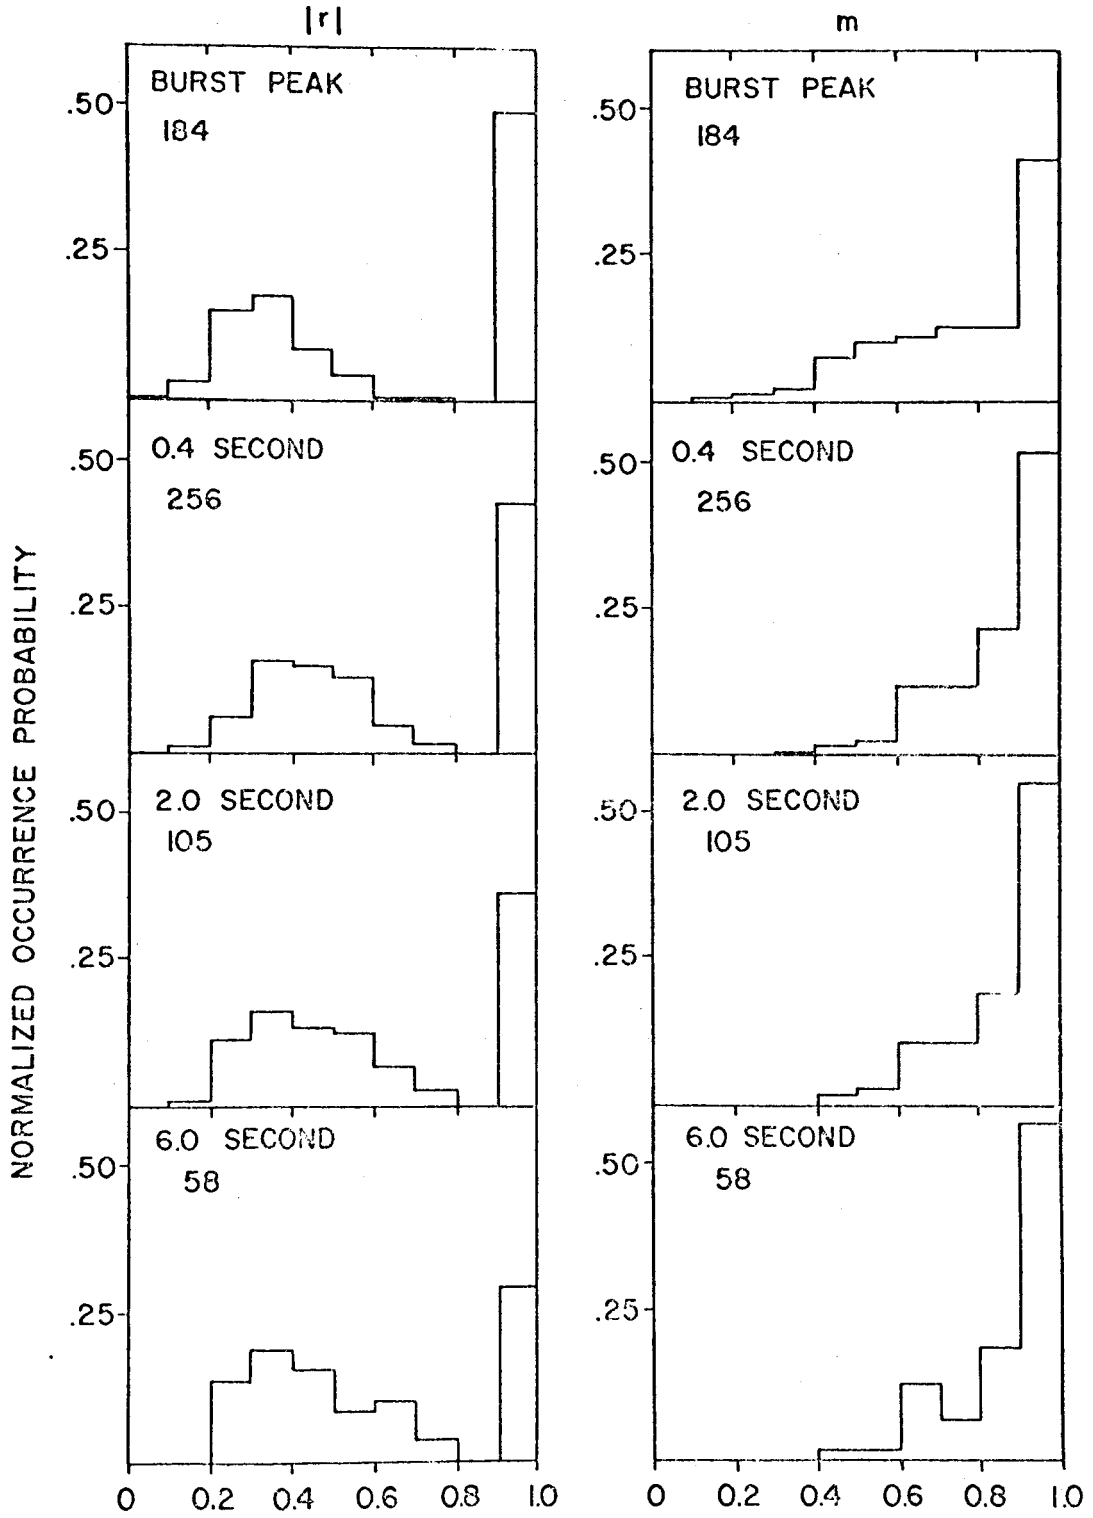 |r|
BURST PEAK
184
.50
.25
0.4 SECOND
256
.50
.25
2.0 SECOND
105
.50
.25
6.0 SECOND
58
.50
.25
0 0.2 0.4 0.6 0.8 1.0
m
BURST PEAK
184
.50
.25
0.4 SECOND
256
.50
.25
2.0 SECOND
105
.50
.25
6.0 SECOND
58
.50
.25
0 0.2 0.4 0.6 0.8 1.0
NORMALIZED OCCURRENCE PROBABILITY